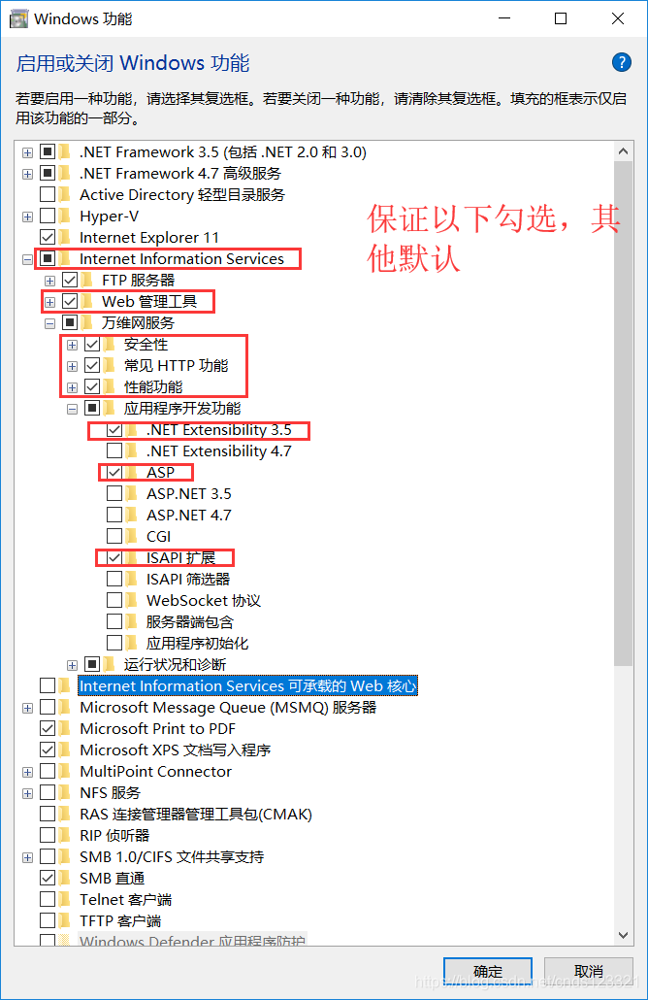 Windows 功能
启用或关闭 Windows 功能
?
若要启用一种功能，请选择其复选框。若要关闭一种功能，请清除其复选框。填充的框表示仅启
用该功能的一部分。
.NET Framework 3.5 (包括 .NET 2.0 和 3.0)
.NET Framework 4.7 高级服务
Active Directory 轻型目录服务
Hyper-V
Internet Explorer 11
保证以下勾选，其
他默认
Internet Information Services
FTP 服务器
Web 管理工具
万维网服务
安全性
常见 HTTP 功能
性能功能
应用程序开发功能
.NET Extensibility 3.5
.NET Extensibility 4.7
ASP
ASP.NET 3.5
ASP.NET 4.7
CGI
ISAPI 扩展
ISAPI 筛选器
WebSocket 协议
服务器端包含
应用程序初始化
运行状况和诊断
Internet Information Services 可承载的 Web 核心
Microsoft Message Queue (MSMQ) 服务器
Microsoft Print to PDF
Microsoft XPS 文档写入程序
MultiPoint Connector
NFS 服务
RAS 连接管理器管理工具包(CMAK)
RIP 侦听器
SMB 1.0/CIFS 文件共享支持
SMB 直通
Telnet 客户端
TFTP 客户端
Windows Defender 应用程序防护
确定 取消
https://blog.csdn.net/cnds123321